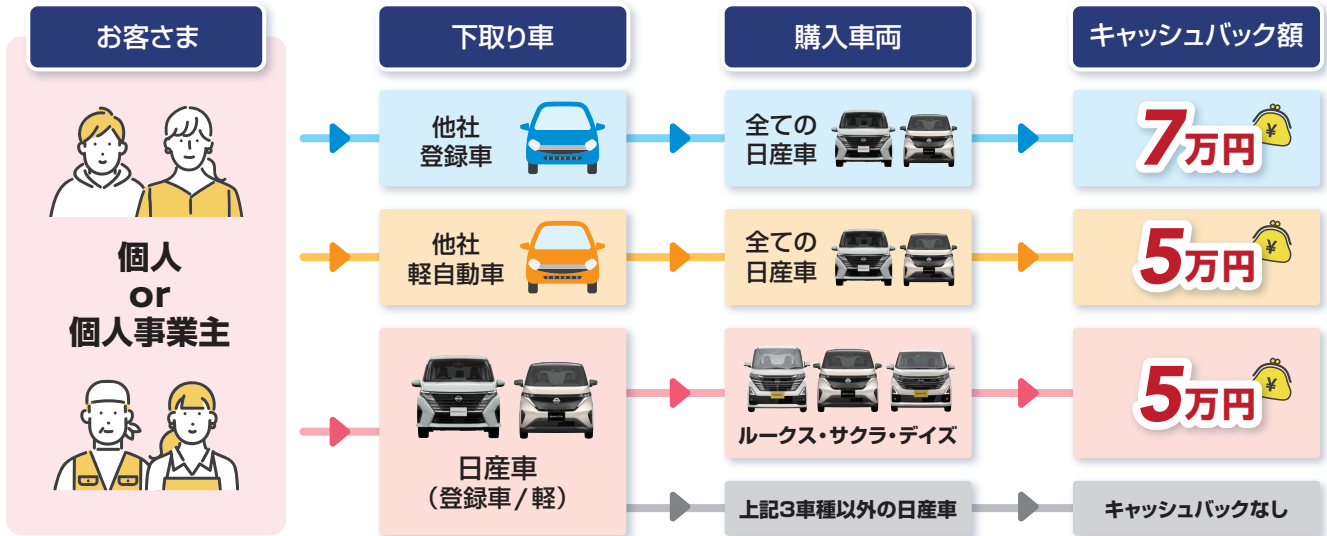 お客さま
下取り車
購入車両
キャッシュバック額
個人
or
個人事業主
他社
登録車
全ての
日産車
7万円
¥
他社
軽自動車
全ての
日産車
5万円
¥
日産車
（登録車/軽）
ルークス・サクラ・デイズ
5万円
¥
上記3車種以外の日産車
キャッシュバックなし